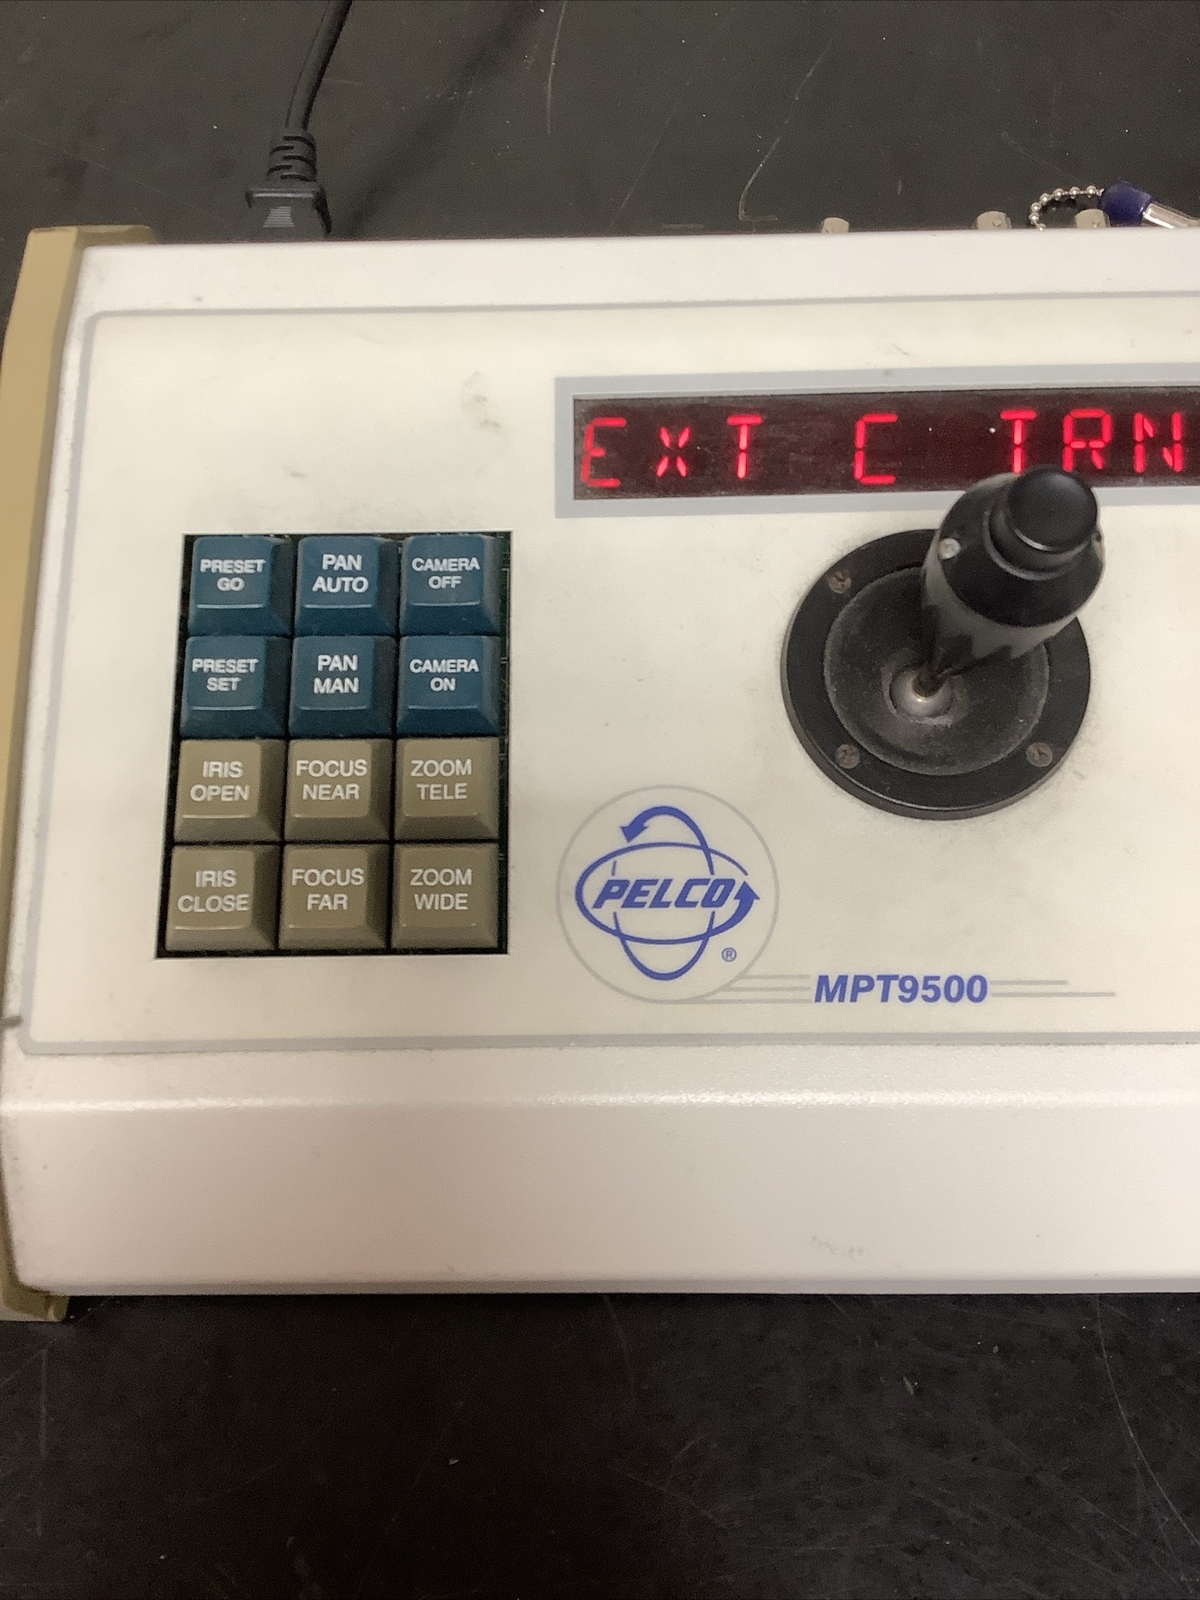 EXT C TRN
PRESET
GO
PAN
AUTO
CAMERA
OFF
PRESET
SET
PAN
MAN
CAMERA
ON
IRIS
OPEN
FOCUS
NEAR
ZOOM
TELE
IRIS
CLOSE
FOCUS
FAR
ZOOM
WIDE
PELCO
®
MPT9500